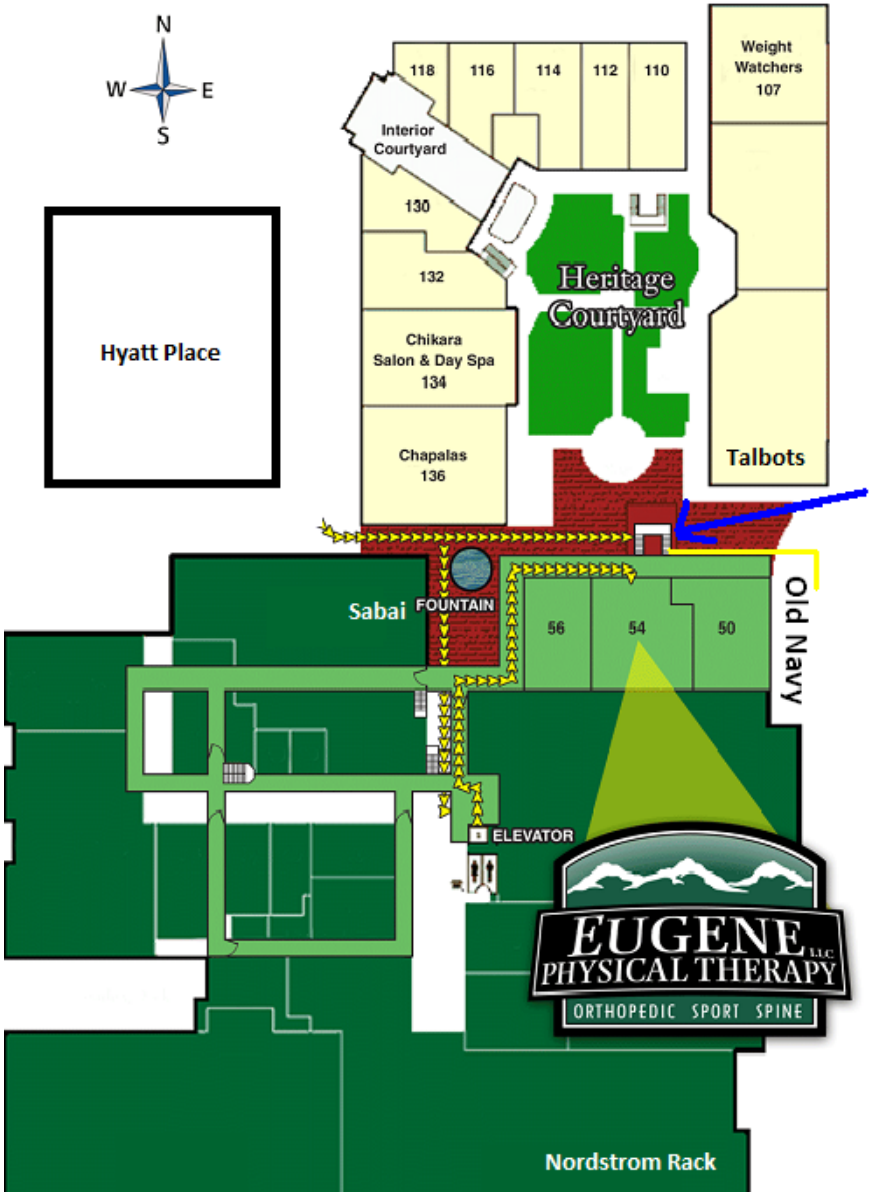 N
W E
S
118 116 114 112 110
Weight
Watchers
107
Interior
Courtyard
130
132
Heritage
Courtyard
Hyatt Place
Chikara
Salon & Day Spa
134
Chapalas
136
Talbots
Sabai
FOUNTAIN
56 54 50
Old Navy
ELEVATOR
EUGENE LLC
PHYSICAL THERAPY
ORTHOPEDIC SPORT SPINE
Nordstrom Rack